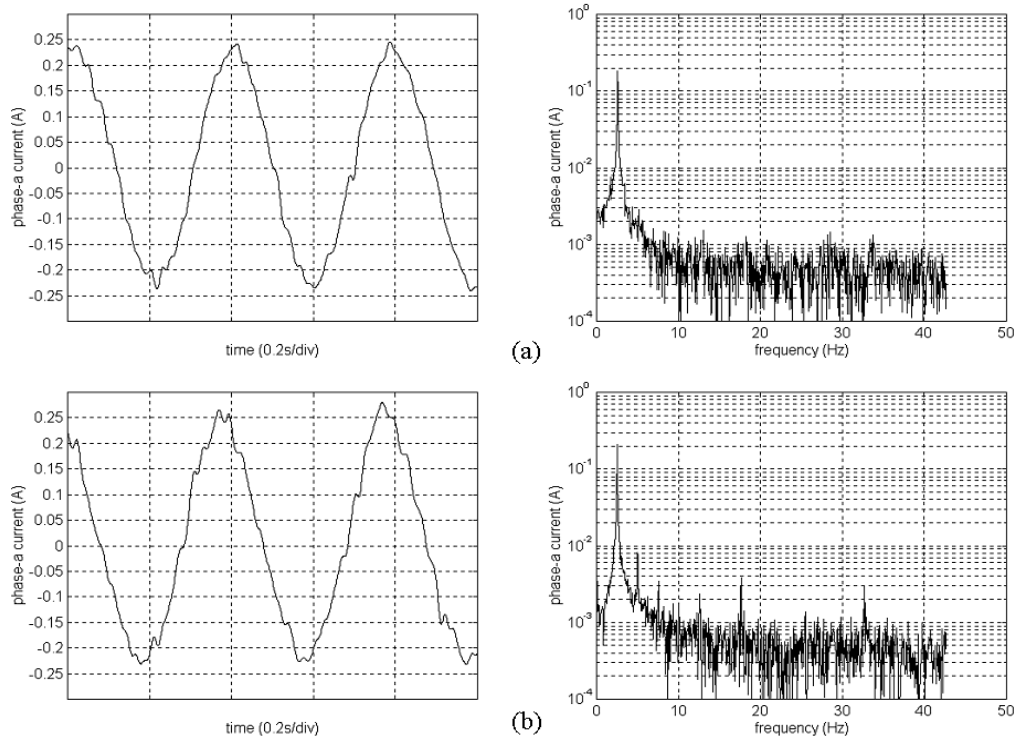 phase-a current (A)
0.25
0.2
0.15
0.1
0.05
0
-0.05
-0.1
-0.15
-0.2
-0.25
time (0.2s/div)
phase-a current (A)
10⁰
10⁻¹
10⁻²
10⁻³
10⁻⁴
0 10 20 30 40 50
frequency (Hz)
(a)
phase-a current (A)
0.25
0.2
0.15
0.1
0.05
0
-0.05
-0.1
-0.15
-0.2
-0.25
time (0.2s/div)
phase-a current (A)
10⁰
10⁻¹
10⁻²
10⁻³
10⁻⁴
0 10 20 30 40 50
frequency (Hz)
(b)